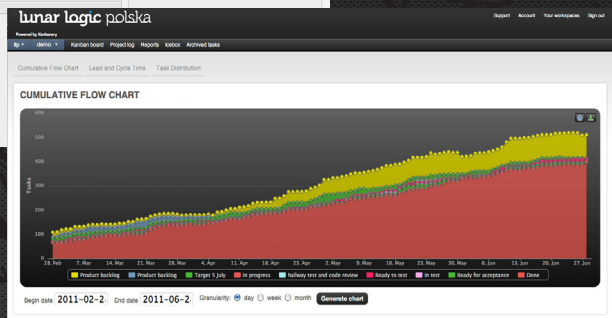 lunar logic polska
Support Account Your workspaces Sign out
Powered by Kanbanery
llp demo Kanban board Project log Reports Icebox Archived tasks
Cumulative Flow Chart Lead and Cycle Time Task Distribution
CUMULATIVE FLOW CHART
600
500
400
300
200
100
0
Tasks
28. Feb 7. Mar 14. Mar 21. Mar 28. Mar 4. Apr 11. Apr 18. Apr 25. Apr 2. May 9. May 16. May 23. May 30. May 6. Jun 13. Jun 20. Jun 27. Jun
Product backlog Product backlog Target 5 July In progress hallway test and code review Ready to test in test Ready for acceptance Done
Begin date 2011-02-2 End date 2011-06-2 Granularity: day week month Generate chart